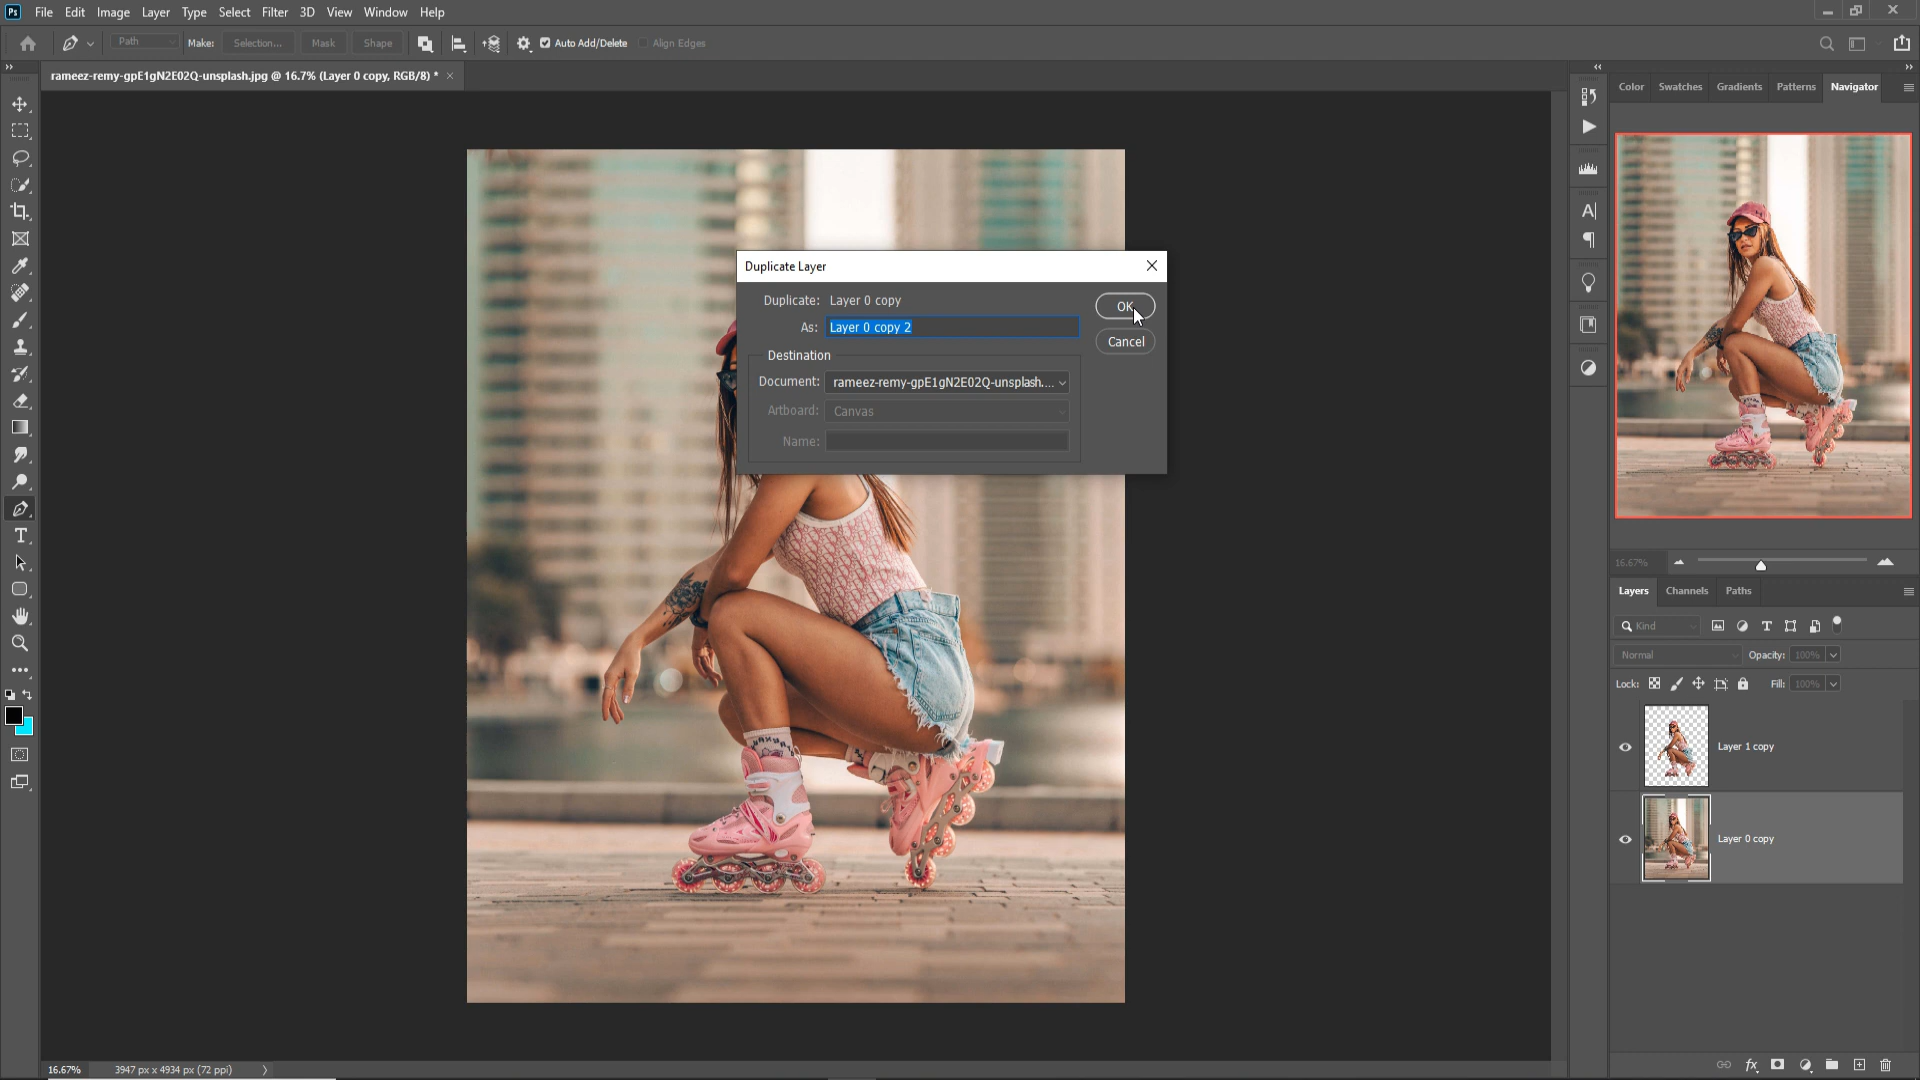 Ps File Edit Image Layer Type Select Filter 3D View Window Help
Path Make: Selection... Mask Shape Auto Add/Delete Align Edges
rameez-remy-gpE1gN2E02Q-unsplash.jpg @ 16.7% (Layer 0 copy, RGB/8) *
Color Swatches Gradients Patterns Navigator
Duplicate Layer
Duplicate: Layer 0 copy
OK
As: Layer 0 copy 2
Cancel
Destination
Document: rameez-remy-gpE1gN2E02Q-unsplash....
Artboard: Canvas
Name:
16.67%
Layers Channels Paths
Kind
Normal Opacity: 100%
Lock: Fill: 100%
Layer 1 copy
Layer 0 copy
16.67% 3947 px x 4934 px (72 ppi)